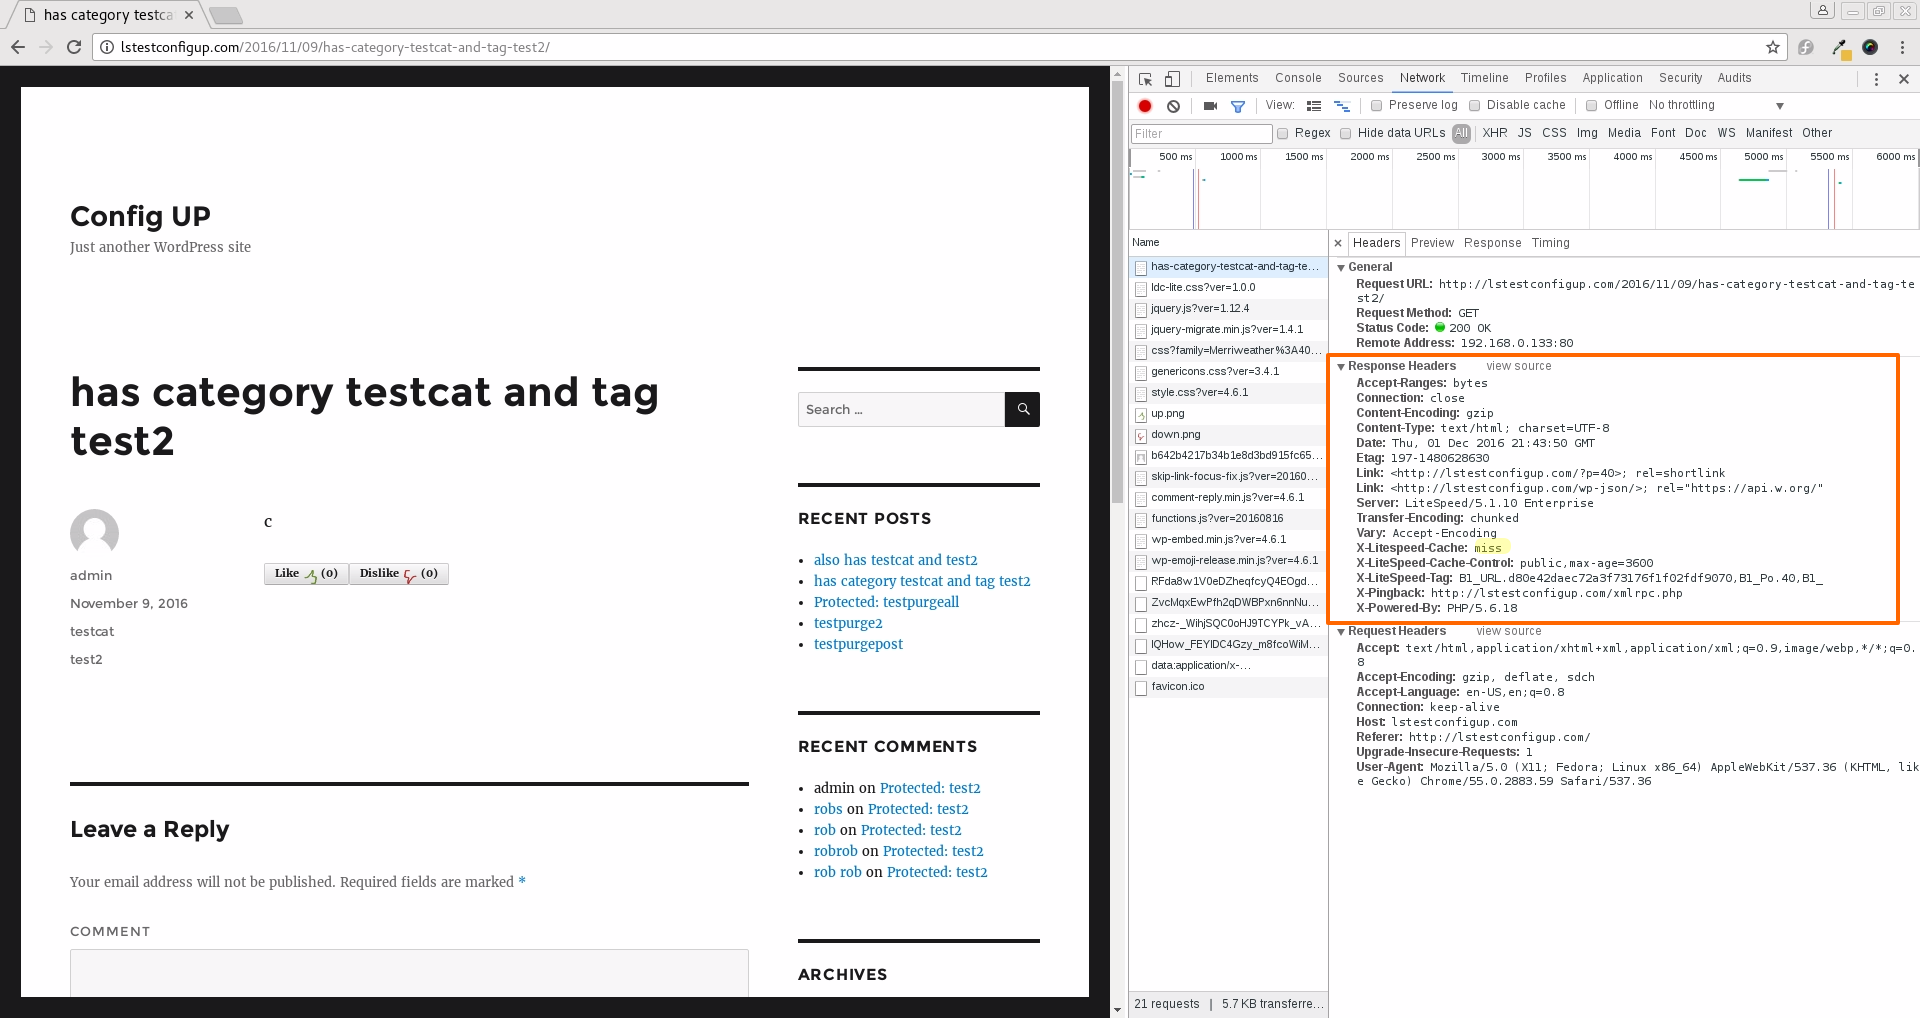 has category testca
lstestconfigup.com/2016/11/09/has-category-testcat-and-tag-test2/
Config UP
Just another WordPress site
has category testcat and tag
test2
admin
November 9, 2016
testcat
test2
c
Like (0) Dislike (0)
Leave a Reply
Your email address will not be published. Required fields are marked *
COMMENT
Search ...
RECENT POSTS
also has testcat and test2
has category testcat and tag test2
Protected: testpurgeall
testpurge2
testpurgepost
RECENT COMMENTS
admin on Protected: test2
robs on Protected: test2
rob on Protected: test2
robrob on Protected: test2
rob rob on Protected: test2
ARCHIVES
Elements Console Sources Network Timeline Profiles Application Security Audits
View: Preserve log Disable cache Offline No throttling
Filter Regex Hide data URLs All XHR JS CSS Img Media Font Doc WS Manifest Other
500 ms 1000 ms 1500 ms 2000 ms 2500 ms 3000 ms 3500 ms 4000 ms 4500 ms 5000 ms 5500 ms 6000 ms
Name
has-category-testcat-and-tag-te...
ldc-lite.css?ver=1.0.0
jquery.js?ver=1.12.4
jquery-migrate.min.js?ver=1.4.1
css?family=Merriweather%3A40...
genericons.css?ver=3.4.1
style.css?ver=4.6.1
up.png
down.png
b642b4217b34b1e8d3bd915fc65...
skip-link-focus-fix.js?ver=20160...
comment-reply.min.js?ver=4.6.1
functions.js?ver=20160816
wp-embed.min.js?ver=4.6.1
wp-emoji-release.min.js?ver=4.6.1
RFda8w1V0eDZheqfcyQ4EOgd...
ZvcMqxEwPfh2qDWBPxn6nnNu...
zhcz-_WihjSQC0oHJ9TCYPk_vA...
lQHow_FEYlDC4Gzy_m8fcoWiM...
data:application/x-...
favicon.ico
21 requests | 5.7 KB transferre...
Headers Preview Response Timing
General
Request URL: http://lstestconfigup.com/2016/11/09/has-category-testcat-and-tag-te
st2/
Request Method: GET
Status Code: 200 OK
Remote Address: 192.168.0.133:80
Response Headers view source
Accept-Ranges: bytes
Connection: close
Content-Encoding: gzip
Content-Type: text/html; charset=UTF-8
Date: Thu, 01 Dec 2016 21:43:50 GMT
Etag: 197-1480628630
Link: <http://lstestconfigup.com/?p=40>; rel=shortlink
Link: <http://lstestconfigup.com/wp-json/>; rel="https://api.w.org/"
Server: LiteSpeed/5.1.10 Enterprise
Transfer-Encoding: chunked
Vary: Accept-Encoding
X-Litespeed-Cache: miss
X-LiteSpeed-Cache-Control: public,max-age=3600
X-LiteSpeed-Tag: B1_URL.d80e42daec72a3f73176f1f02fdf9070,B1_Po.40,B1_
X-Pingback: http://lstestconfigup.com/xmlrpc.php
X-Powered-By: PHP/5.6.18
Request Headers view source
Accept: text/html,application/xhtml+xml,application/xml;q=0.9,image/webp,*/*;q=0.
8
Accept-Encoding: gzip, deflate, sdch
Accept-Language: en-US,en;q=0.8
Connection: keep-alive
Host: lstestconfigup.com
Referer: http://lstestconfigup.com/
Upgrade-Insecure-Requests: 1
User-Agent: Mozilla/5.0 (X11; Fedora; Linux x86_64) AppleWebKit/537.36 (KHTML, lik
e Gecko) Chrome/55.0.2883.59 Safari/537.36